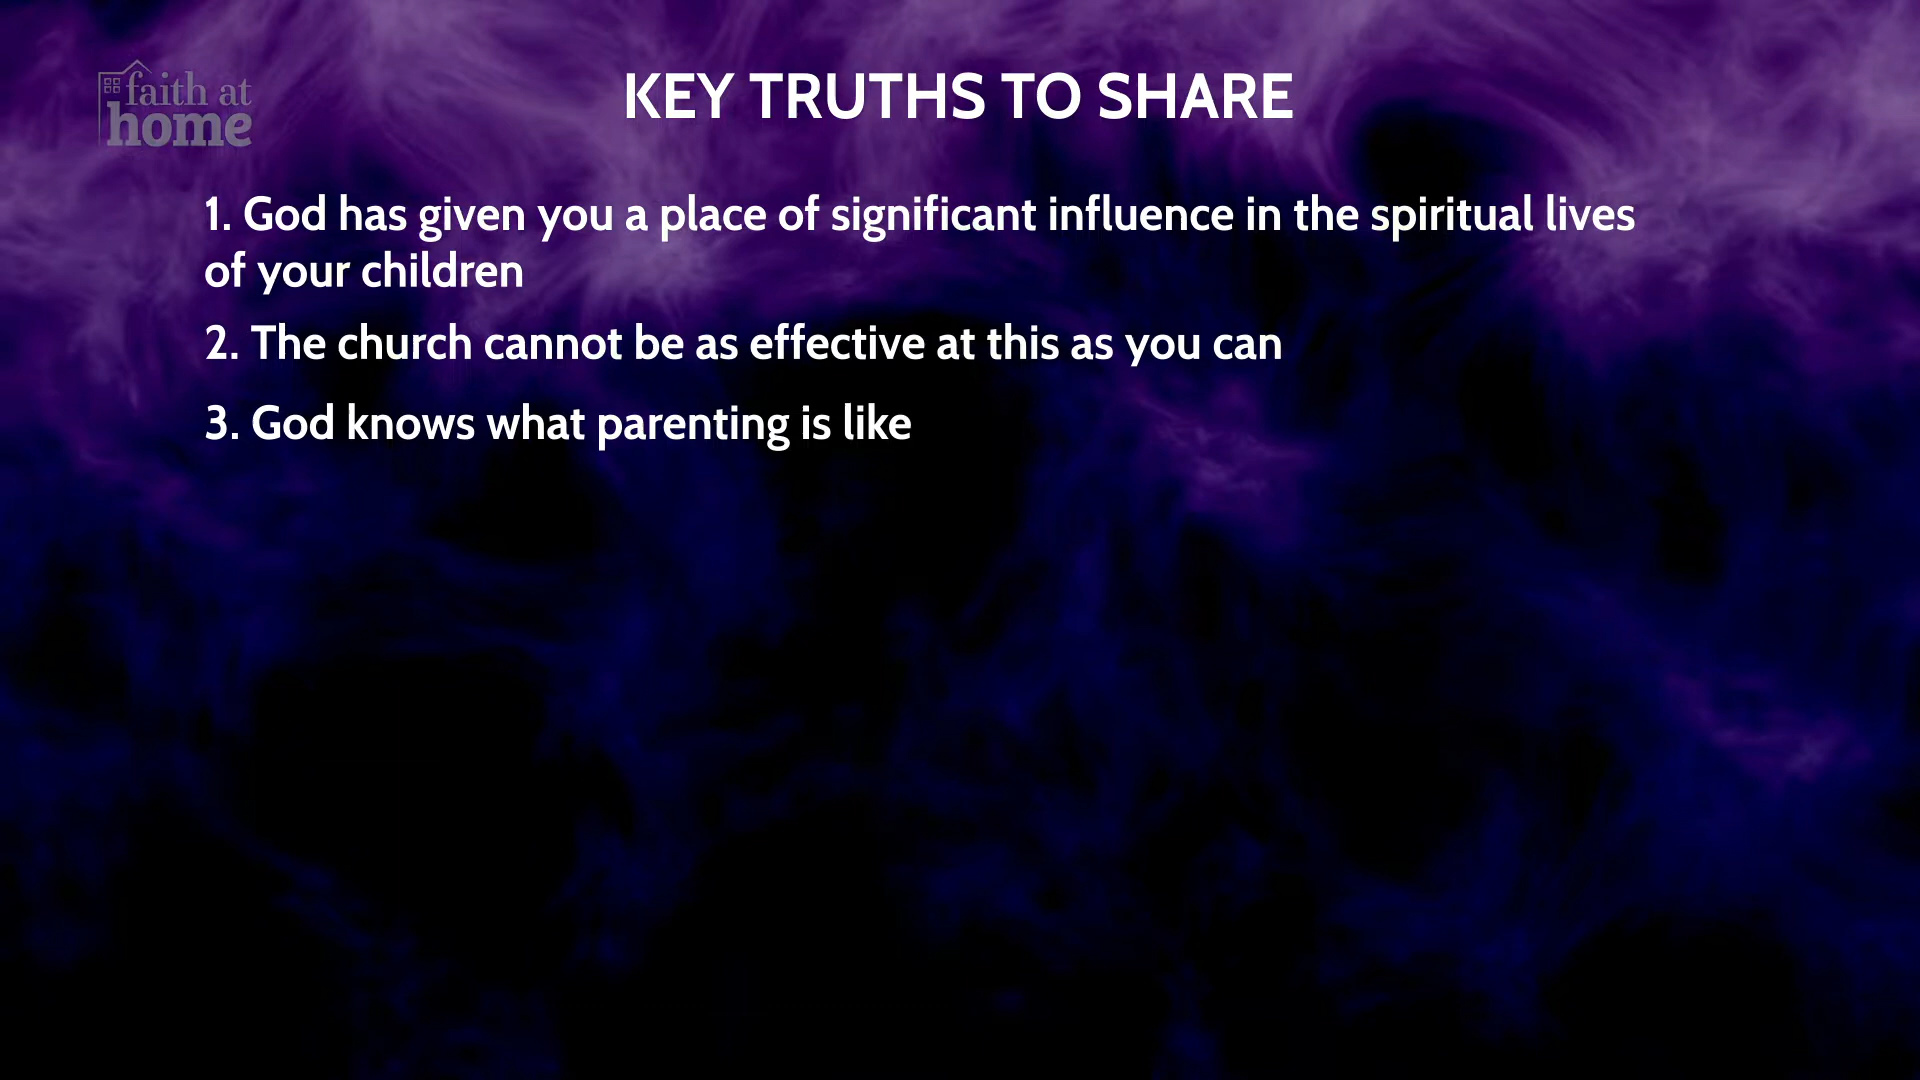 faith at
home
KEY TRUTHS TO SHARE
1. God has given you a place of significant influence in the spiritual lives
of your children
2. The church cannot be as effective at this as you can
3. God knows what parenting is like